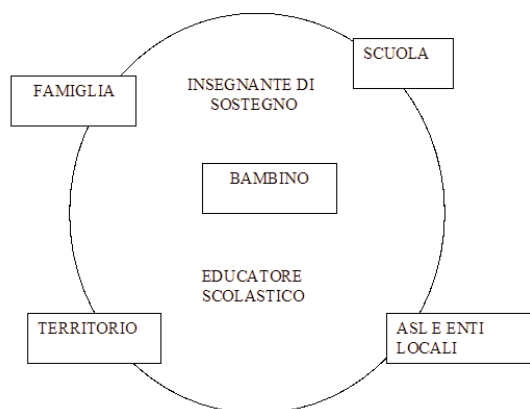 SCUOLA
FAMIGLIA
INSEGNANTE DI
SOSTEGNO
BAMBINO
EDUCATORE
SCOLASTICO
TERRITORIO
ASL E ENTI
LOCALI